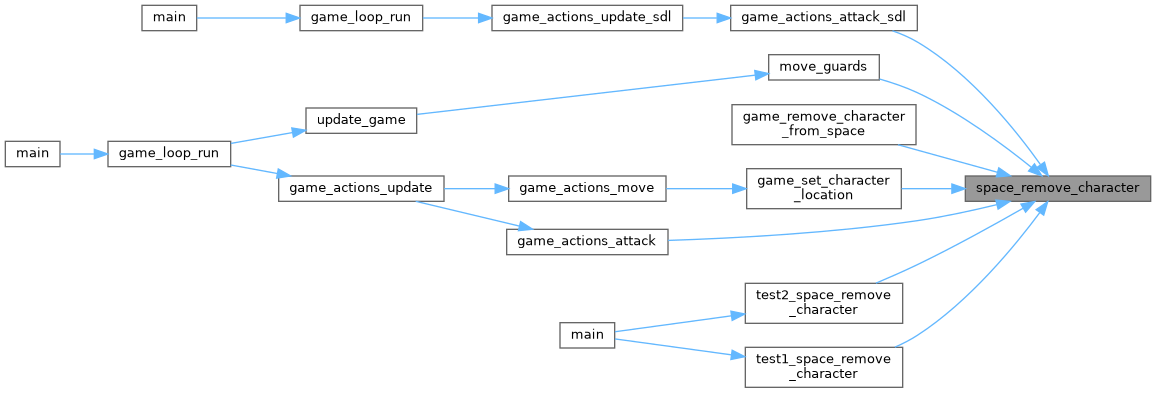 main
game_loop_run
game_actions_update_sdl
game_actions_attack_sdl
move_guards
update_game
game_remove_character
_from_space
main
game_loop_run
game_actions_update
game_actions_move
game_set_character
_location
space_remove_character
game_actions_attack
test2_space_remove
_character
main
test1_space_remove
_character